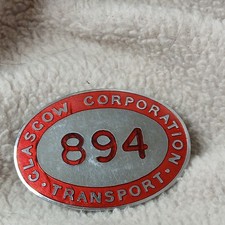 GLASGOW CORPORATION
894
· TRANSPORT ·